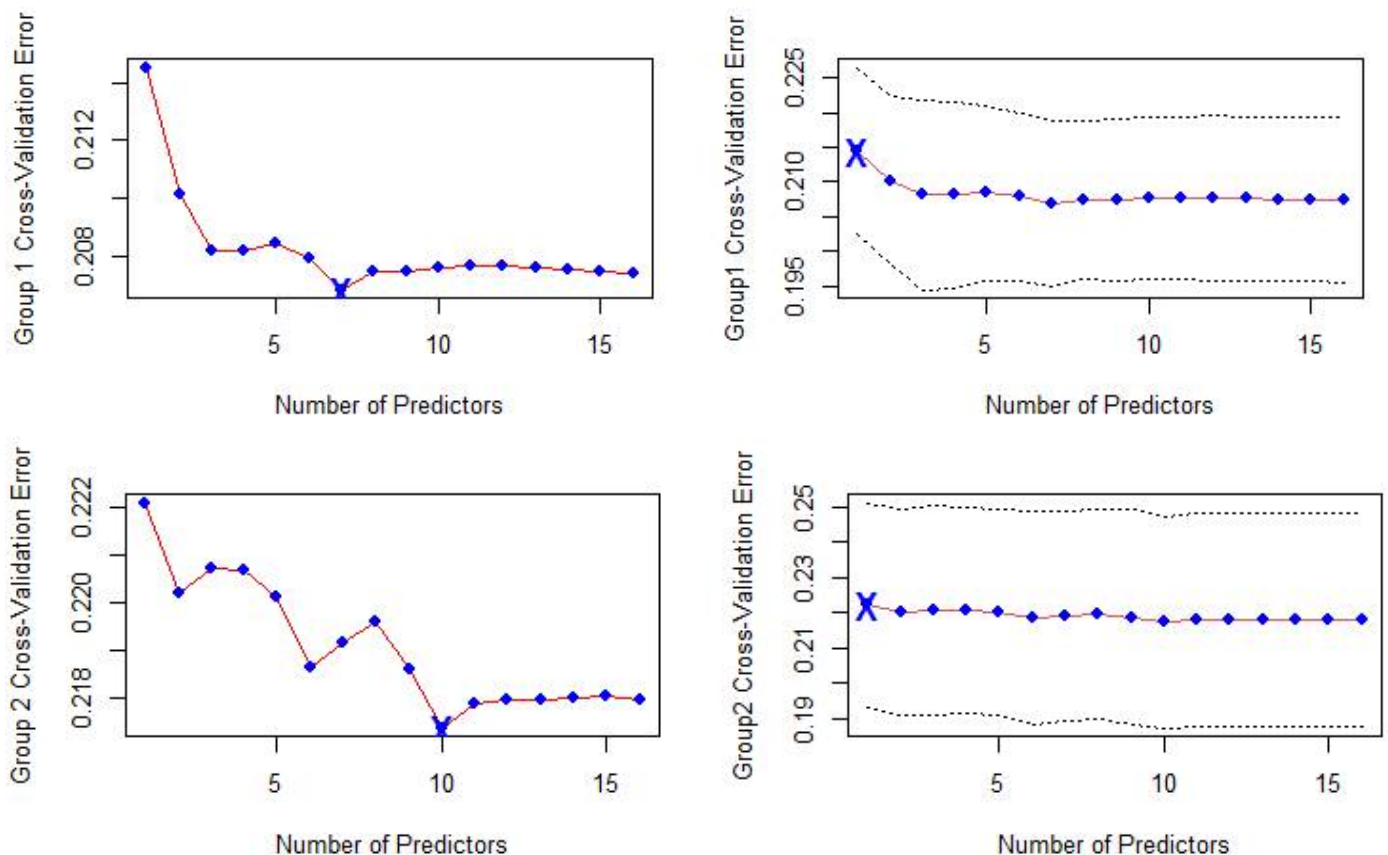 Group 1 Cross-Validation Error
0.212
0.208
5 10 15
Number of Predictors
Group1 Cross-Validation Error
0.225
0.210
0.195
5 10 15
Number of Predictors
Group 2 Cross-Validation Error
0.222
0.220
0.218
5 10 15
Number of Predictors
Group2 Cross-Validation Error
0.25
0.23
0.21
0.19
5 10 15
Number of Predictors